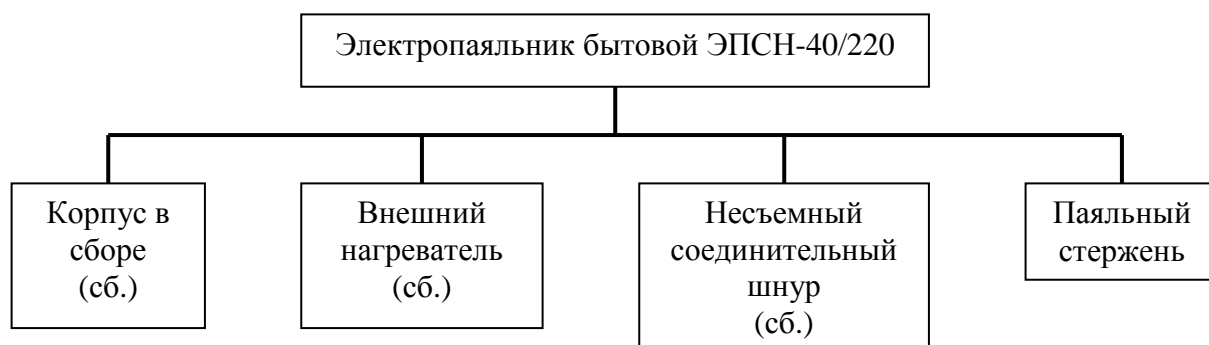 Электропаяльник бытовой ЭПСН-40/220
Корпус в
сборе
(сб.)
Внешний
нагреватель
(сб.)
Несъемный
соединительный
шнур
(сб.)
Паяльный
стержень